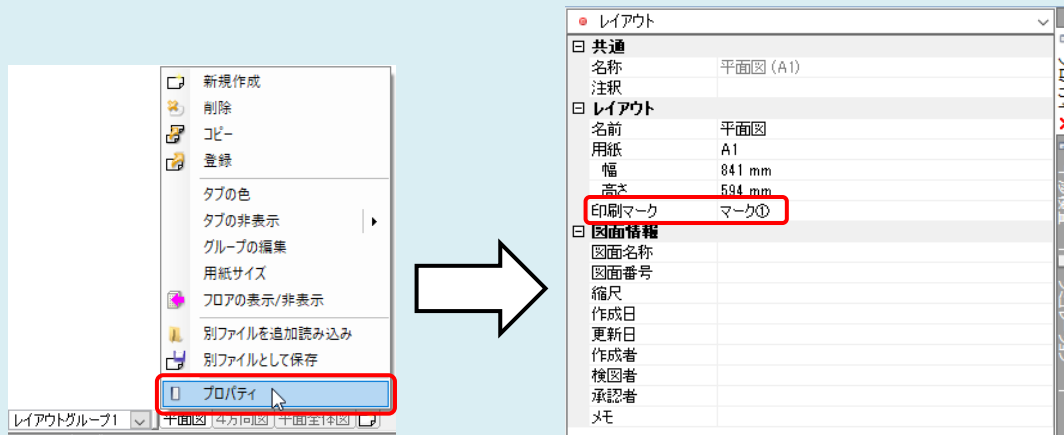 新規作成
削除
コピー
登録
タブの色
タブの非表示
グループの編集
用紙サイズ
フロアの表示/非表示
別ファイルを追加読み込み
別ファイルとして保存
プロパティ
レイアウトグループ1 平面図 4方向図 平面全体図
レイアウト
共通
名称 平面図 (A1)
注釈
レイアウト
名前 平面図
用紙 A1
幅 841 mm
高さ 594 mm
印刷マーク マーク①
図面情報
図面名称
図面番号
縮尺
作成日
更新日
作成者
検図者
承認者
メモ